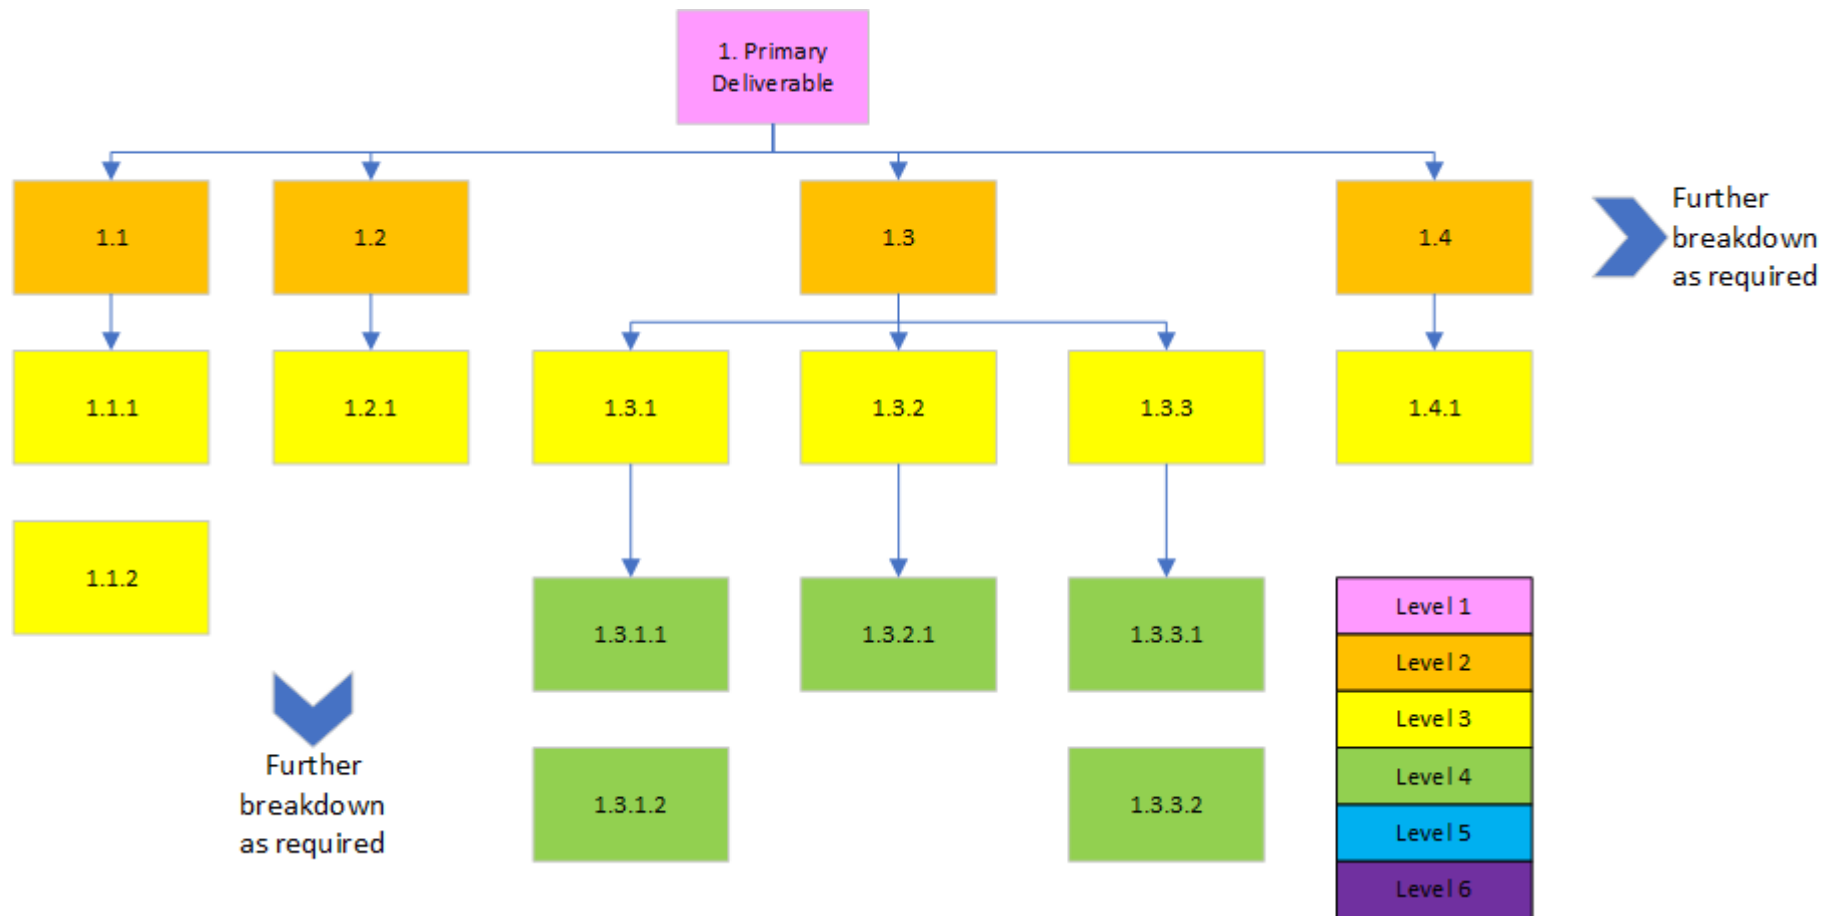 1. Primary
Deliverable
1.1
1.2
1.3
1.4
Further
breakdown
as required
1.1.1
1.2.1
1.3.1
1.3.2
1.3.3
1.4.1
1.1.2
1.3.1.1
1.3.2.1
1.3.3.1
Further
breakdown
as required
1.3.1.2
1.3.3.2
Level 1
Level 2
Level 3
Level 4
Level 5
Level 6